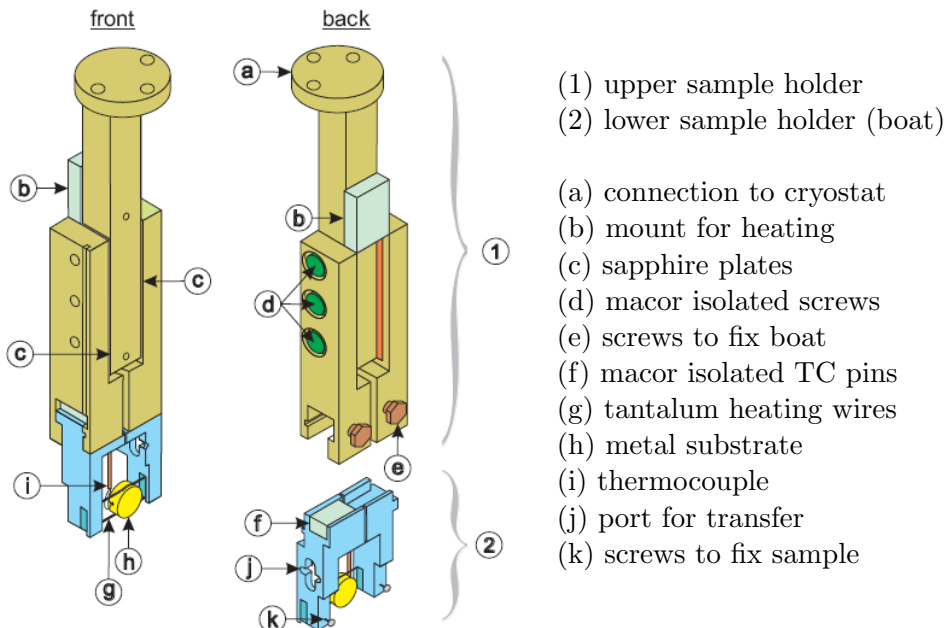 front
back
a
b
b
c
d
1
c
e
i
f
h
j
2
g
k
(1) upper sample holder
(2) lower sample holder (boat)
(a) connection to cryostat
(b) mount for heating
(c) sapphire plates
(d) macor isolated screws
(e) screws to fix boat
(f) macor isolated TC pins
(g) tantalum heating wires
(h) metal substrate
(i) thermocouple
(j) port for transfer
(k) screws to fix sample